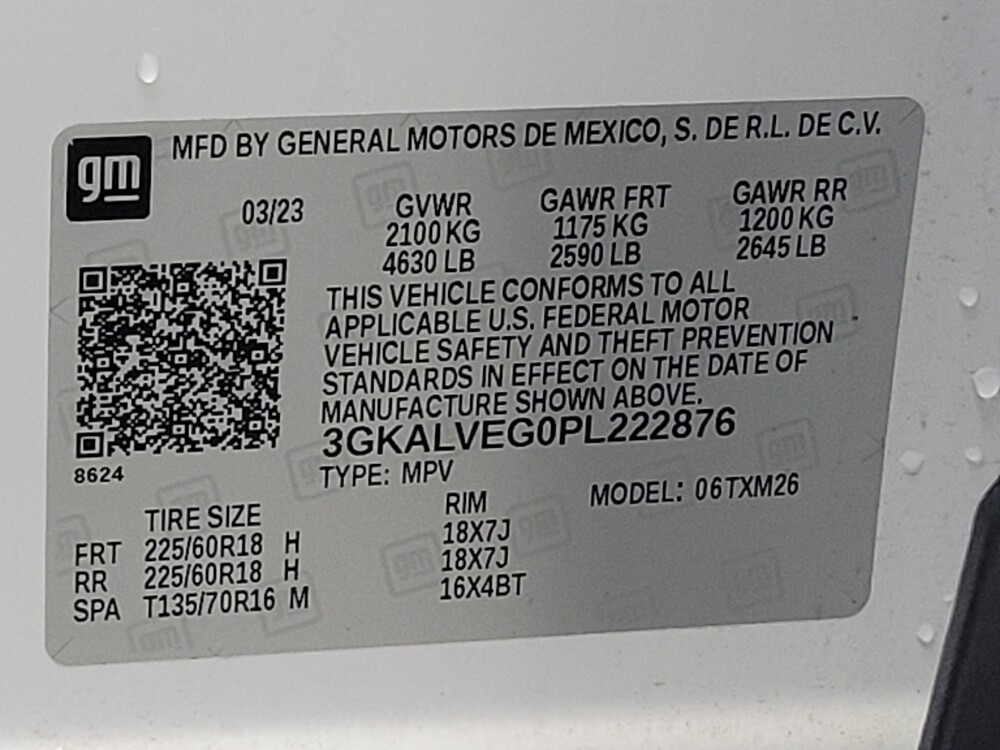 gm
MFD BY GENERAL MOTORS DE MEXICO, S. DE R.L. DE C.V.
03/23 GVWR GAWR FRT GAWR RR
2100 KG 1175 KG 1200 KG
4630 LB 2590 LB 2645 LB
THIS VEHICLE CONFORMS TO ALL
APPLICABLE U.S. FEDERAL MOTOR
VEHICLE SAFETY AND THEFT PREVENTION
STANDARDS IN EFFECT ON THE DATE OF
MANUFACTURE SHOWN ABOVE.
3GKALVEG0PL222876
8624
TYPE: MPV MODEL: 06TXM26
TIRE SIZE RIM
FRT 225/60R18 H 18X7J
RR 225/60R18 H 18X7J
SPA T135/70R16 M 16X4BT